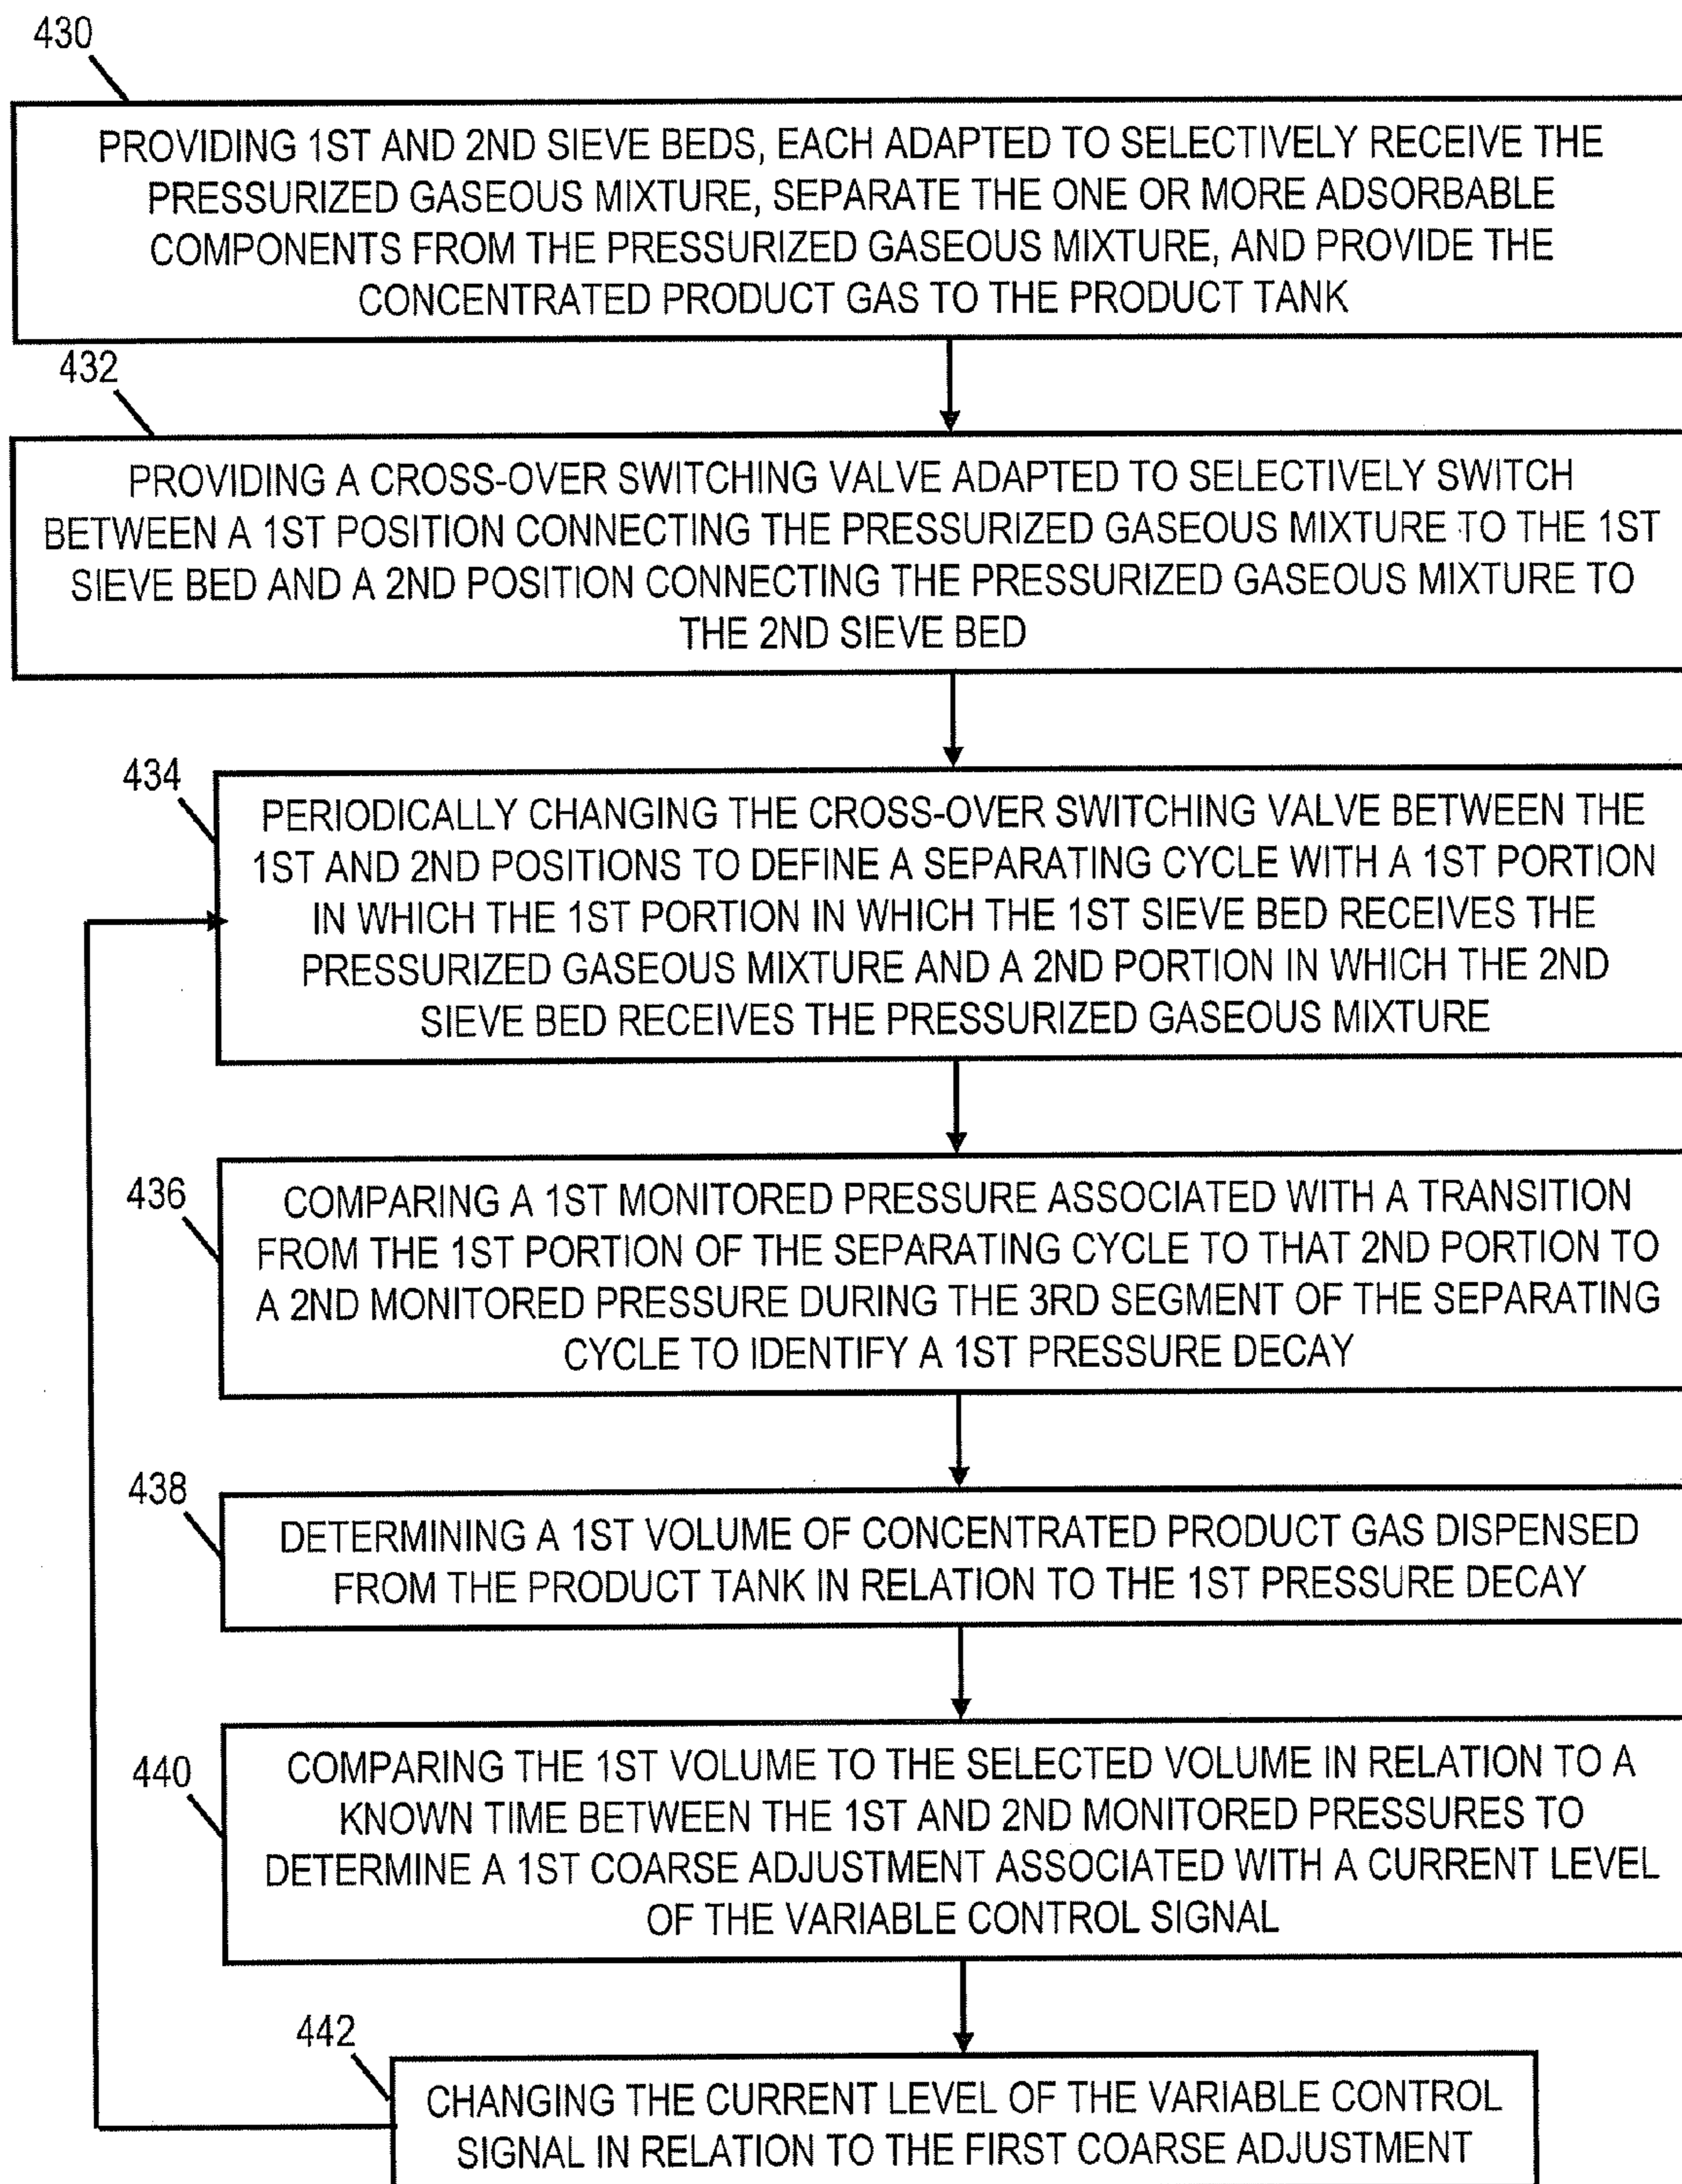 430
PROVIDING 1ST AND 2ND SIEVE BEDS, EACH ADAPTED TO SELECTIVELY RECEIVE THE
PRESSURIZED GASEOUS MIXTURE, SEPARATE THE ONE OR MORE ADSORBABLE
COMPONENTS FROM THE PRESSURIZED GASEOUS MIXTURE, AND PROVIDE THE
CONCENTRATED PRODUCT GAS TO THE PRODUCT TANK
432
PROVIDING A CROSS-OVER SWITCHING VALVE ADAPTED TO SELECTIVELY SWITCH
BETWEEN A 1ST POSITION CONNECTING THE PRESSURIZED GASEOUS MIXTURE TO THE 1ST
SIEVE BED AND A 2ND POSITION CONNECTING THE PRESSURIZED GASEOUS MIXTURE TO
THE 2ND SIEVE BED
434
PERIODICALLY CHANGING THE CROSS-OVER SWITCHING VALVE BETWEEN THE
1ST AND 2ND POSITIONS TO DEFINE A SEPARATING CYCLE WITH A 1ST PORTION
IN WHICH THE 1ST PORTION IN WHICH THE 1ST SIEVE BED RECEIVES THE
PRESSURIZED GASEOUS MIXTURE AND A 2ND PORTION IN WHICH THE 2ND
SIEVE BED RECEIVES THE PRESSURIZED GASEOUS MIXTURE
436
COMPARING A 1ST MONITORED PRESSURE ASSOCIATED WITH A TRANSITION
FROM THE 1ST PORTION OF THE SEPARATING CYCLE TO THAT 2ND PORTION TO
A 2ND MONITORED PRESSURE DURING THE 3RD SEGMENT OF THE SEPARATING
CYCLE TO IDENTIFY A 1ST PRESSURE DECAY
438
DETERMINING A 1ST VOLUME OF CONCENTRATED PRODUCT GAS DISPENSED
FROM THE PRODUCT TANK IN RELATION TO THE 1ST PRESSURE DECAY
440
COMPARING THE 1ST VOLUME TO THE SELECTED VOLUME IN RELATION TO A
KNOWN TIME BETWEEN THE 1ST AND 2ND MONITORED PRESSURES TO
DETERMINE A 1ST COARSE ADJUSTMENT ASSOCIATED WITH A CURRENT LEVEL
OF THE VARIABLE CONTROL SIGNAL
442
CHANGING THE CURRENT LEVEL OF THE VARIABLE CONTROL
SIGNAL IN RELATION TO THE FIRST COARSE ADJUSTMENT